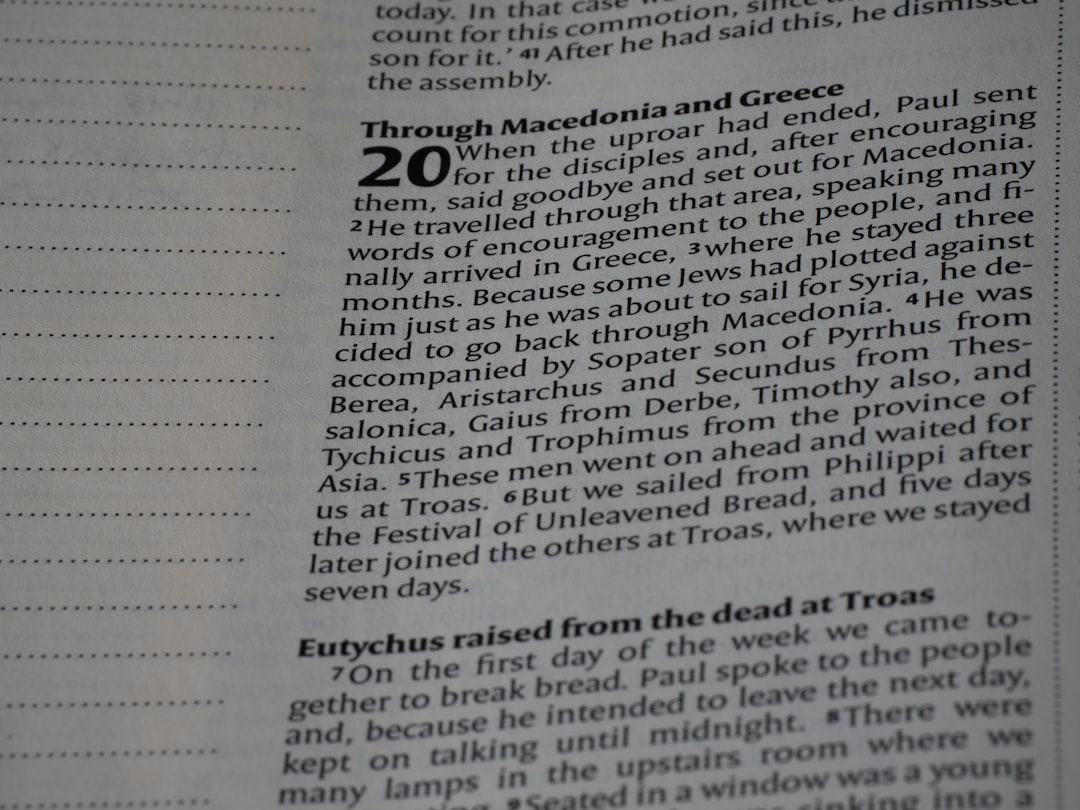 today. In that case
count for this commotion, since
son for it.' 41 After he had said this, he dismissed
the assembly.
Through Macedonia and Greece
20 When the uproar had ended, Paul sent
for the disciples and, after encouraging
them, said goodbye and set out for Macedonia.
2 He travelled through that area, speaking many
words of encouragement to the people, and fi-
nally arrived in Greece, 3 where he stayed three
months. Because some Jews had plotted against
him just as he was about to sail for Syria, he de-
cided to go back through Macedonia. 4 He was
accompanied by Sopater son of Pyrrhus from
Berea, Aristarchus and Secundus from Thes-
salonica, Gaius from Derbe, Timothy also, and
Tychicus and Trophimus from the province of
Asia. 5 These men went on ahead and waited for
us at Troas. 6 But we sailed from Philippi after
the Festival of Unleavened Bread, and five days
later joined the others at Troas, where we stayed
seven days.
Eutychus raised from the dead at Troas
7 On the first day of the week we came to-
gether to break bread. Paul spoke to the people
and, because he intended to leave the next day,
kept on talking until midnight. 8 There were
many lamps in the upstairs room where we
9 Seated in a window was a young
sinking into a